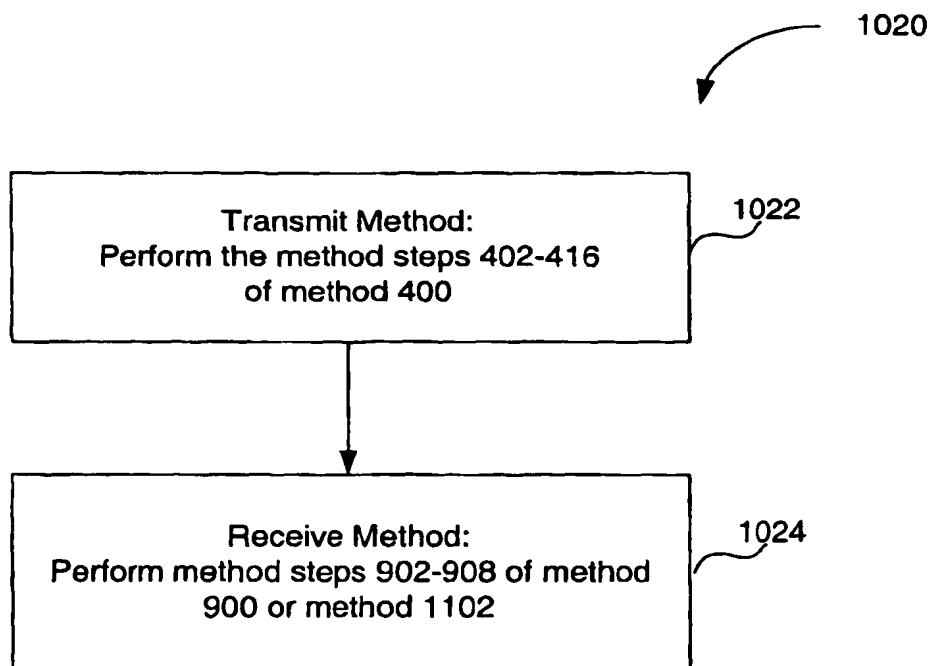 1020
Transmit Method:
1022
Perform the method steps 402-416
of method 400
Receive Method:
1024
Perform method steps 902-908 of method
900 or method 1102